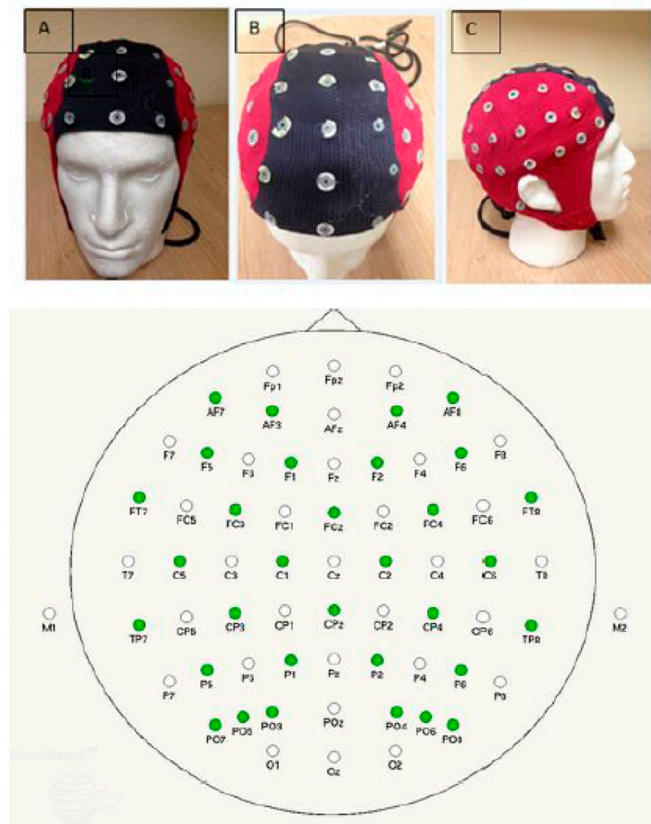 A B C
Fp1 Fpz Fp2
AF7 AF3 AFz AF4 AF8
F7 F5 F3 F1 Fz F2 F4 F6 F8
FT7 FC5 FC3 FC1 FCz FC2 FC4 FC6 FT8
T7 C5 C3 C1 Cz C2 C4 C6 T8
M1 M2
TP7 CP5 CP3 CP1 CPz CP2 CP4 CP6 TP8
P7 P5 P3 P1 Pz P2 P4 P6 P8
PO7 PO5 PO3 POz PO4 PO6 PO8
O1 Oz O2